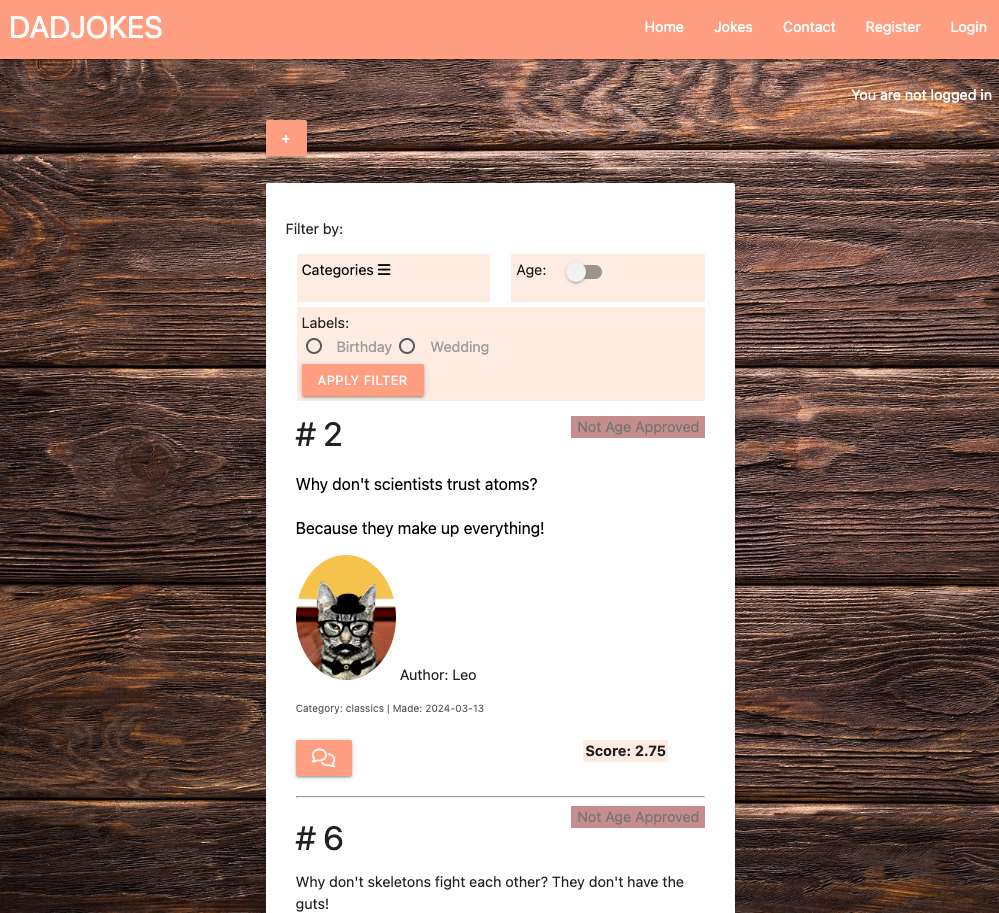 DADJOKES
Home Jokes Contact Register Login
You are not logged in
+
Filter by:
Categories
Age:
Labels:
Birthday Wedding
APPLY FILTER
# 2
Not Age Approved
Why don't scientists trust atoms?
Because they make up everything!
Author: Leo
Category: classics | Made: 2024-03-13
Score: 2.75
Not Age Approved
# 6
Why don't skeletons fight each other? They don't have the
guts!